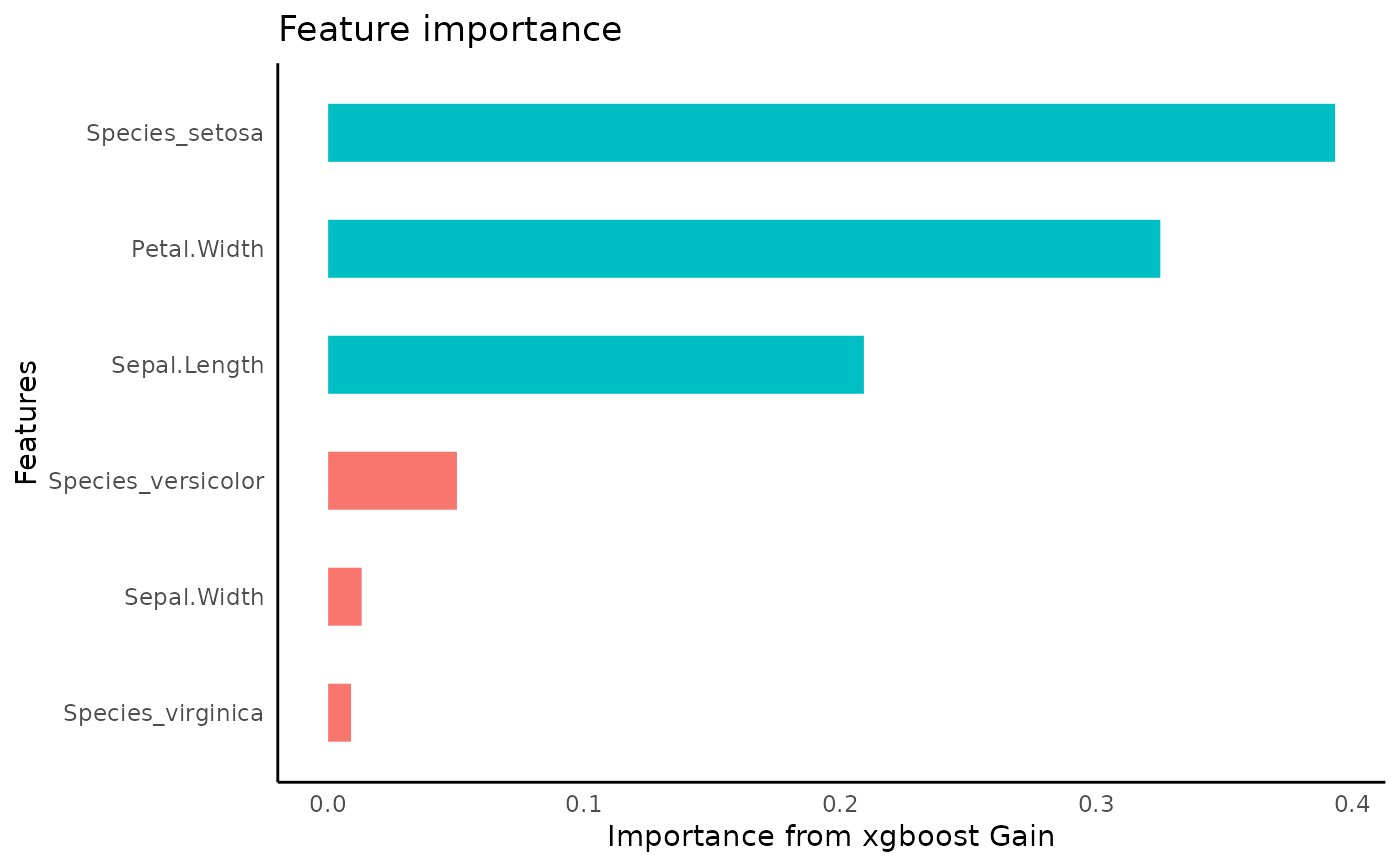 Feature importance
Features
Species_setosa
Petal.Width
Sepal.Length
Species_versicolor
Sepal.Width
Species_virginica
0.0 0.1 0.2 0.3 0.4
Importance from xgboost Gain